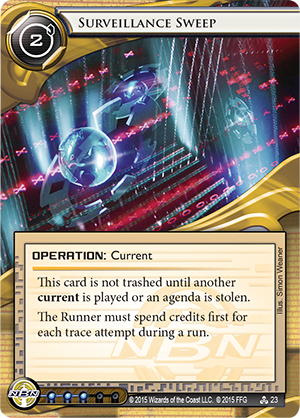 Surveillance Sweep
2
OPERATION: Current
This card is not trashed until another
current is played or an agenda is stolen.
The Runner must spend credits first for
each trace attempt during a run.
Illus. Simon Weaner
NBN
NBN
© 2015 Wizards of the Coast LLC. © 2015 FFG
23